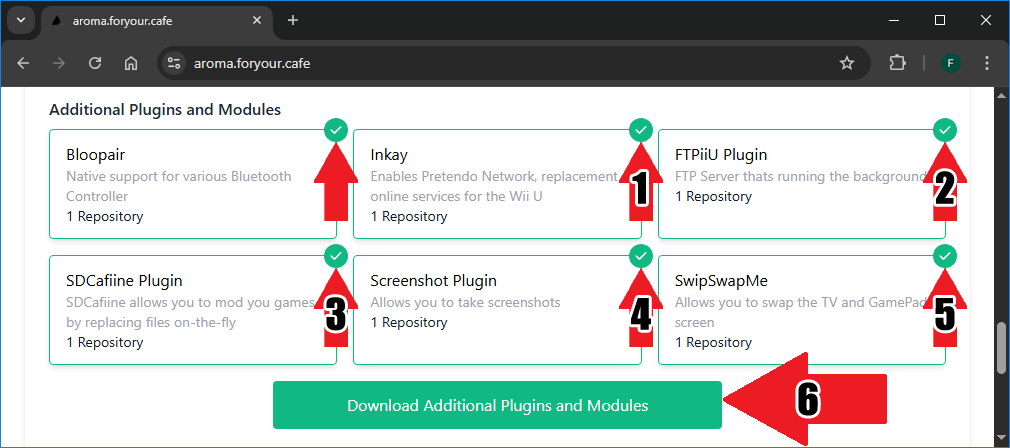 aroma.foryour.cafe
aroma.foryour.cafe
F
Additional Plugins and Modules
Bloopair
Native support for various Bluetooth
Controller
1 Repository
Inkay
Enables Pretendo Network, replacement
online services for the Wii U
1 Repository
1
FTPiiU Plugin
FTP Server thats running the background
1 Repository
2
SDCafiine Plugin
SDCafiine allows you to mod you games
by replacing files on-the-fly
1 Repository
3
Screenshot Plugin
Allows you to take screenshots
1 Repository
4
SwipSwapMe
Allows you to swap the TV and GamePad
screen
1 Repository
5
Download Additional Plugins and Modules
6